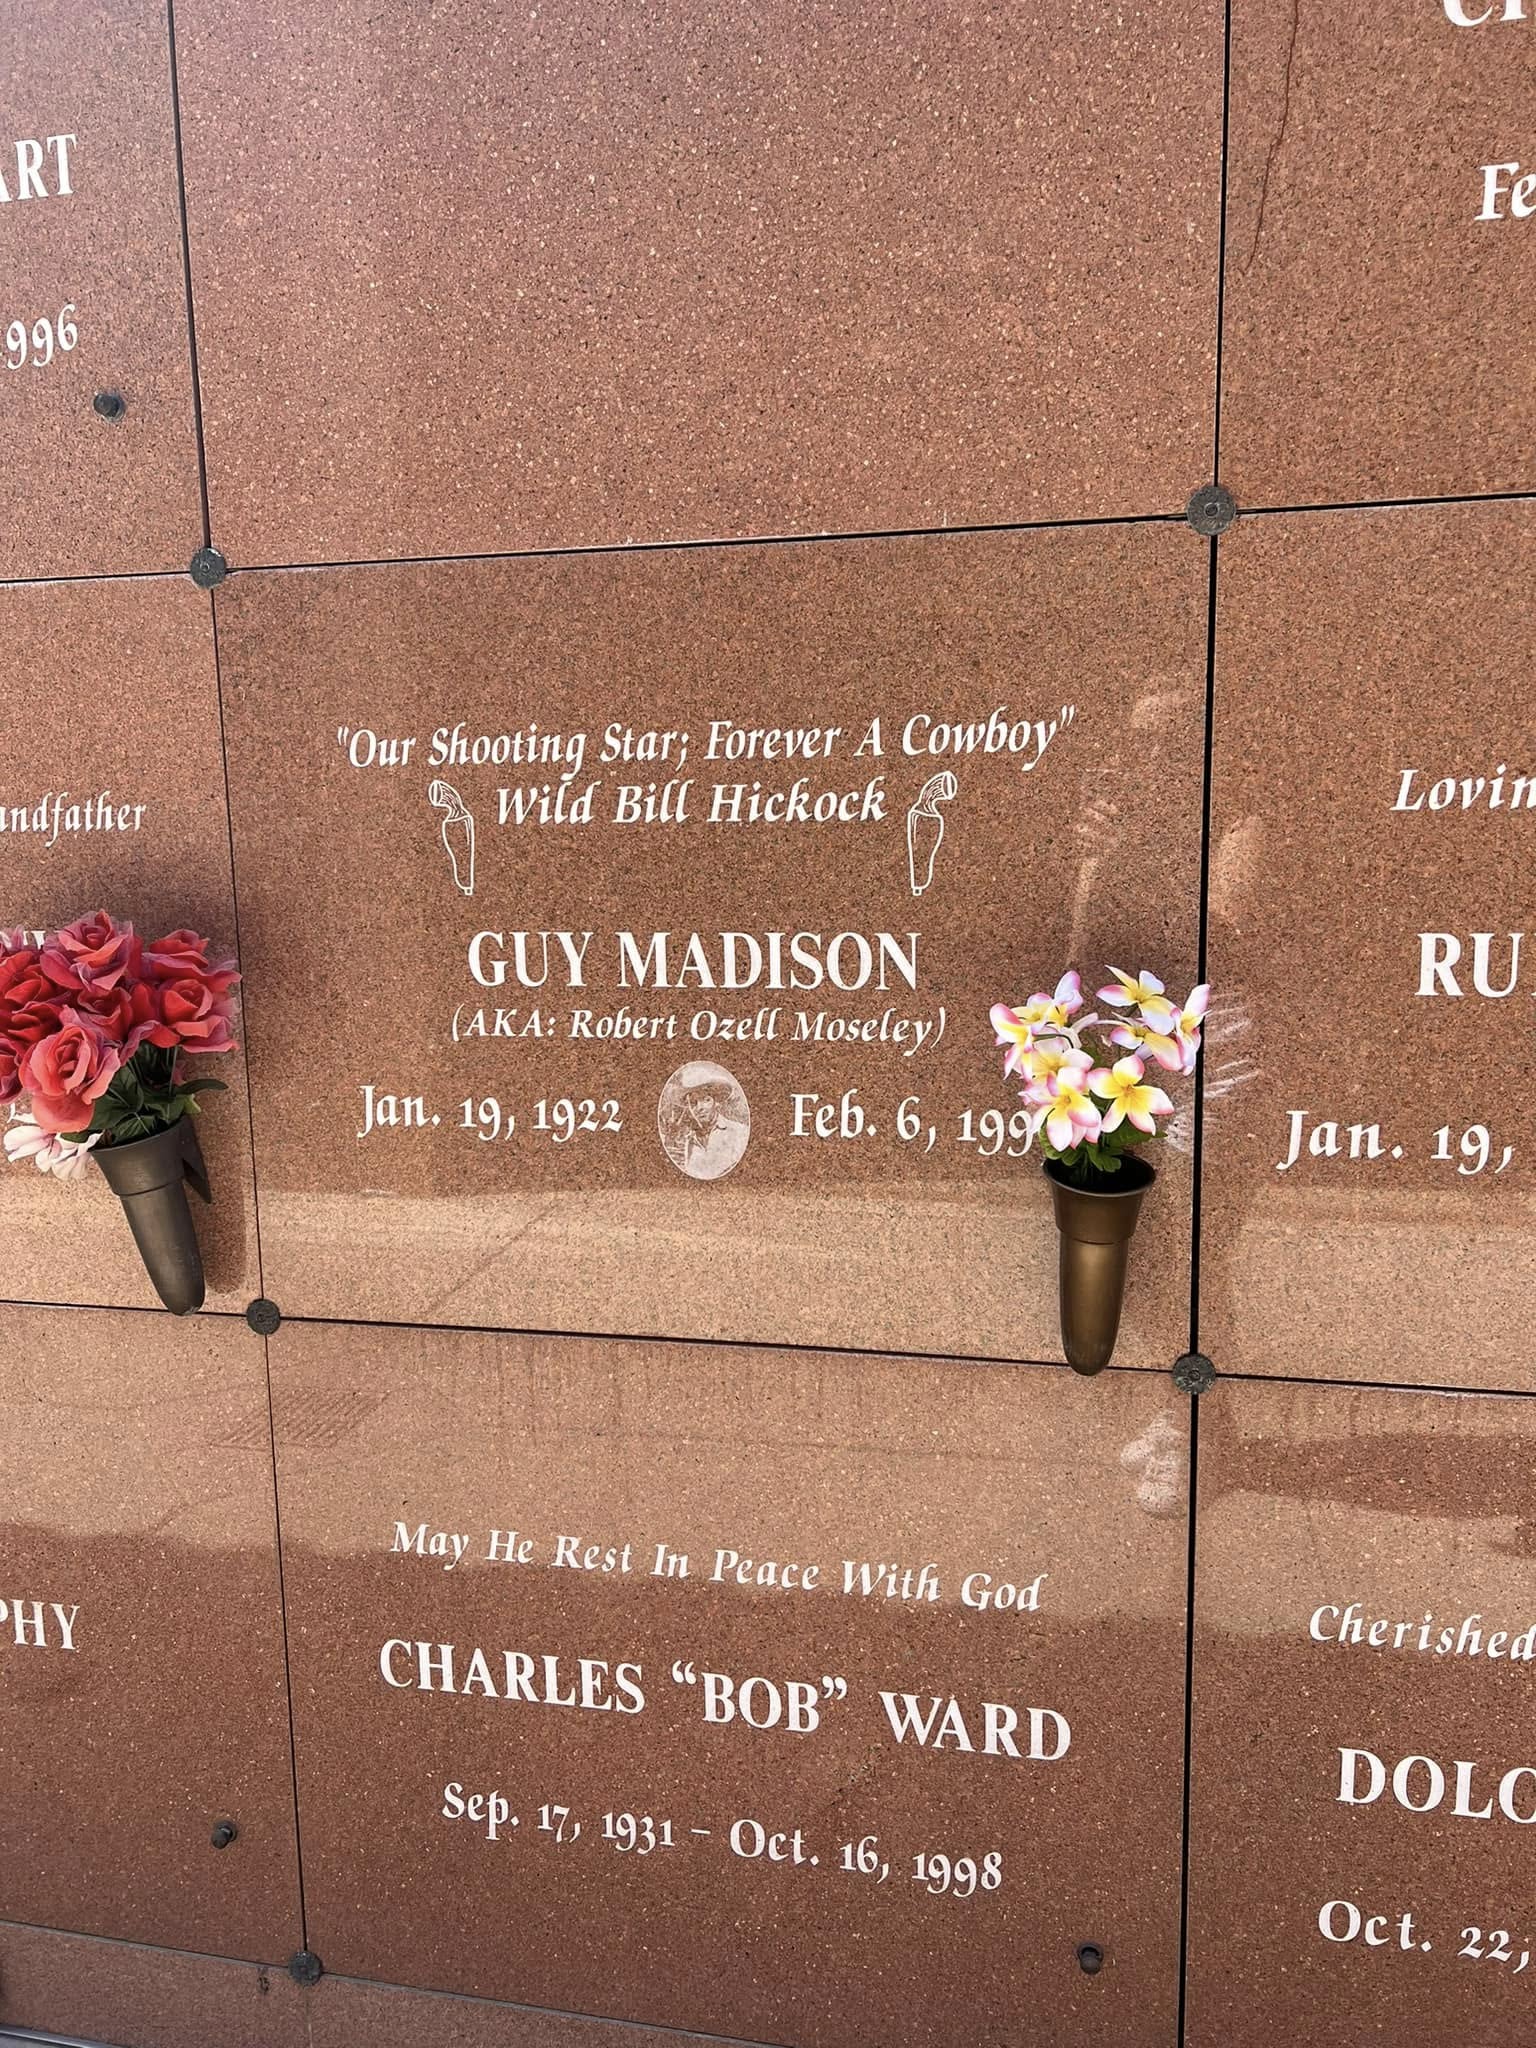 "Our Shooting Star; Forever A Cowboy"
Wild Bill Hickock
GUY MADISON
(AKA: Robert Ozell Moseley)
Jan. 19, 1922
Feb. 6, 199
May He Rest In Peace With God
CHARLES “BOB” WARD
Sep. 17, 1931 – Oct. 16, 1998
ART
996
andfather
PHY
Fe
Lovin
RU
Jan. 19,
Cherished
DOLO
Oct. 22,